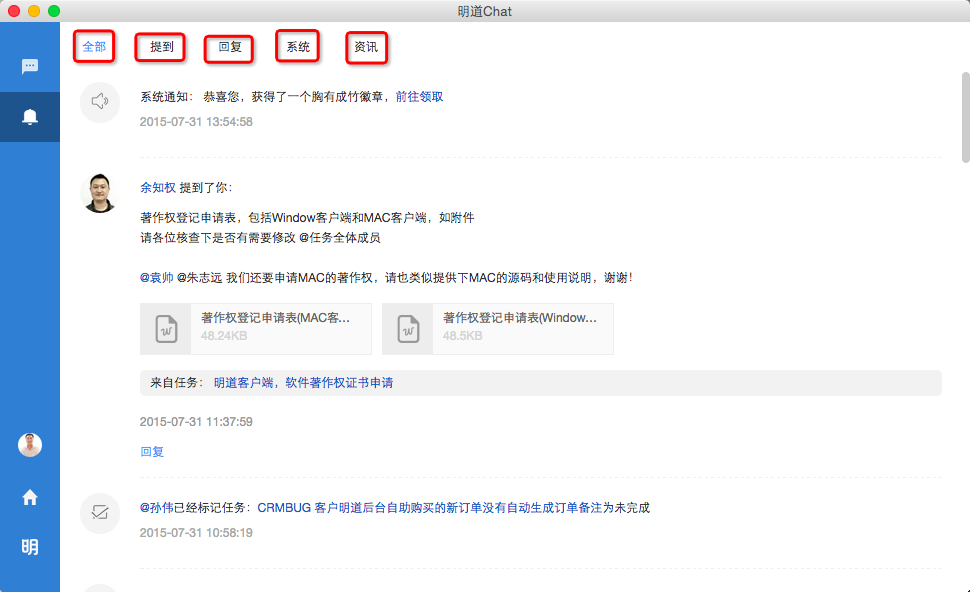 明道Chat
全部 提到 回复 系统 资讯
系统通知： 恭喜您，获得了一个胸有成竹徽章，前往领取
2015-07-31 13:54:58
余知权 提到了你：
著作权登记申请表，包括Window客户端和MAC客户端，如附件
请各位核查下是否有需要修改 @任务全体成员
@袁帅 @朱志远 我们还要申请MAC的著作权，请也类似提供下MAC的源码和使用说明，谢谢！
著作权登记申请表(MAC客... 著作权登记申请表(Window...
48.24KB 48.5KB
来自任务： 明道客户端，软件著作权证书申请
2015-07-31 11:37:59
回复
@孙伟已经标记任务：CRMBUG 客户明道后台自助购买的新订单没有自动生成订单备注为未完成
2015-07-31 10:58:19
明